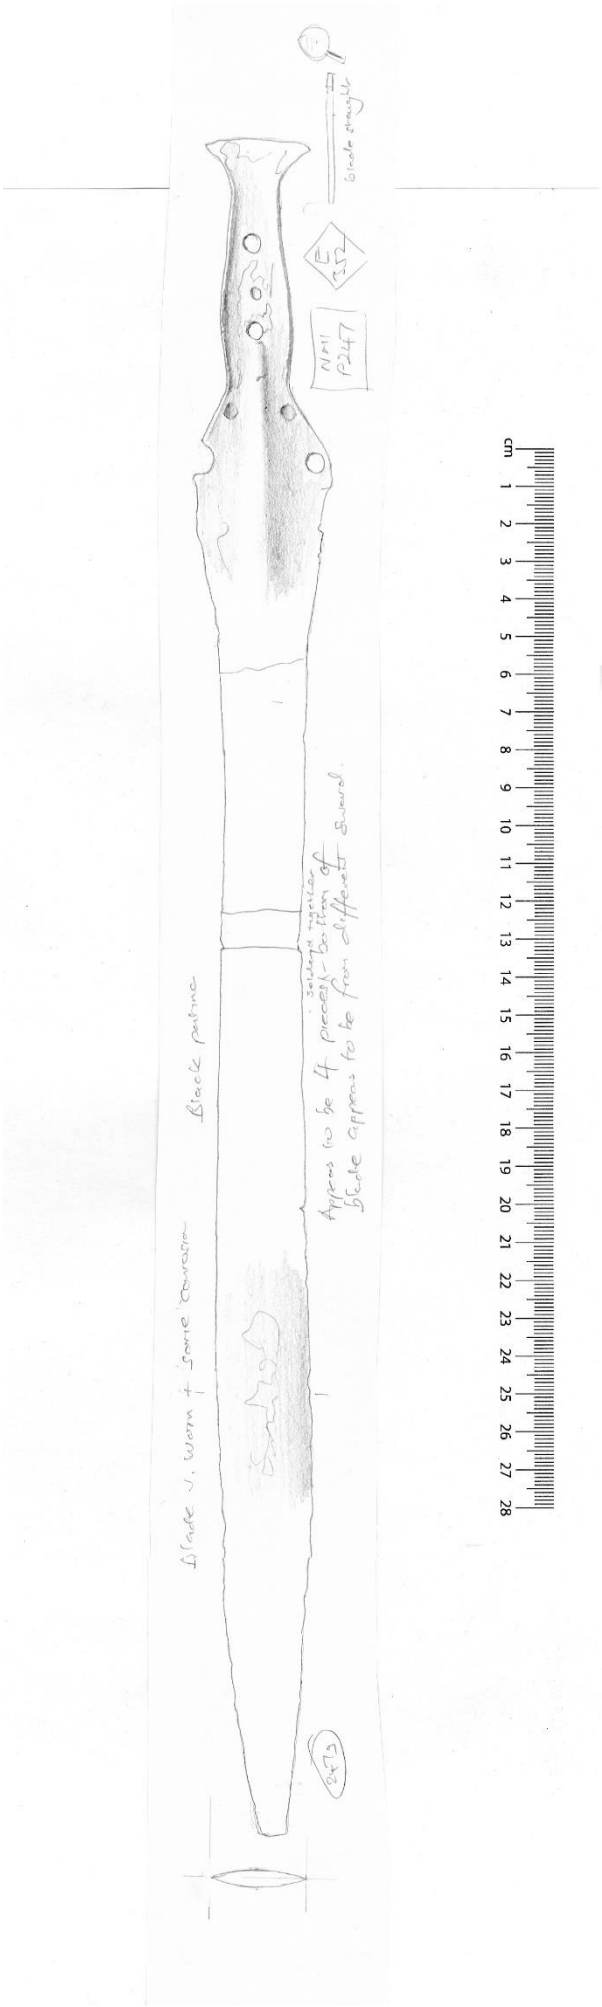 blade straight
E
352
NMI
P247
cm
1
2
3
4
5
6
7
8
9
10
11
12
13
14
15
16
17
18
19
20
21
22
23
24
25
26
27
28
soldered together
Appears to be 4 pieces - bottom of
blade appears to be from different sword.
Black patina
Blade v. worn + some corrosion